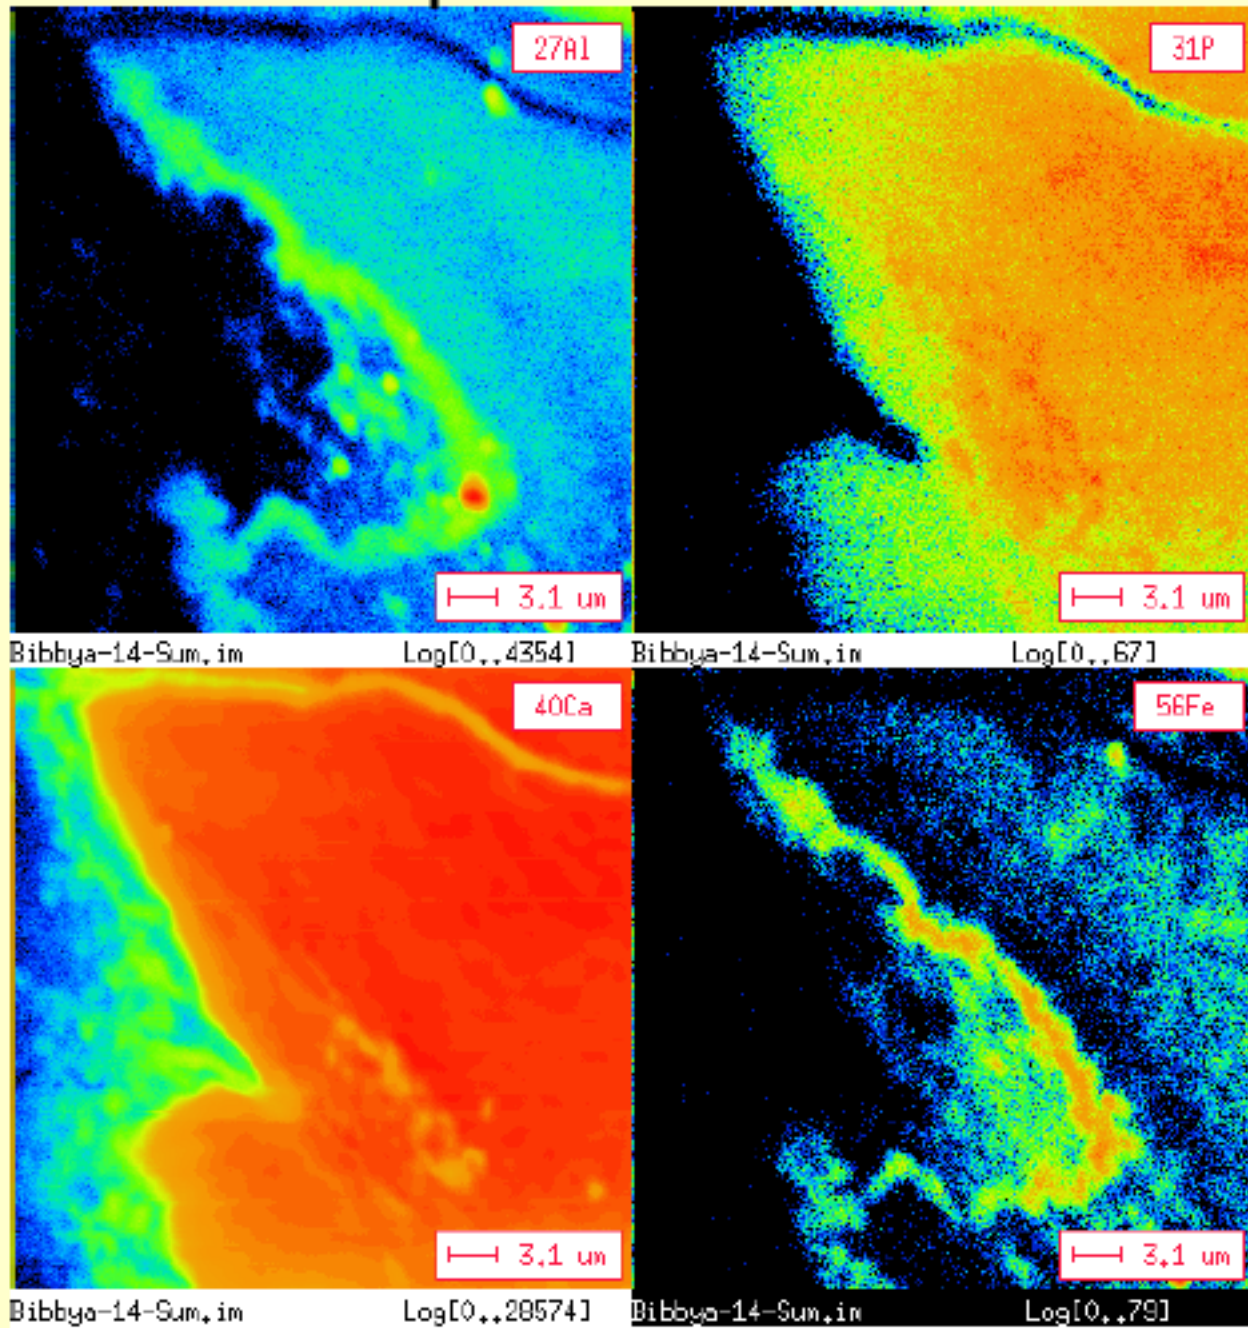 27Al
31P
3.1 um
3.1 um
Bibbya-14-Sum.im Log[0..4354]
Bibbya-14-Sum.im Log[0..67]
40Ca
56Fe
3.1 um
3.1 um
Bibbya-14-Sum.im Log[0..28574]
Bibbya-14-Sum.im Log[0..79]